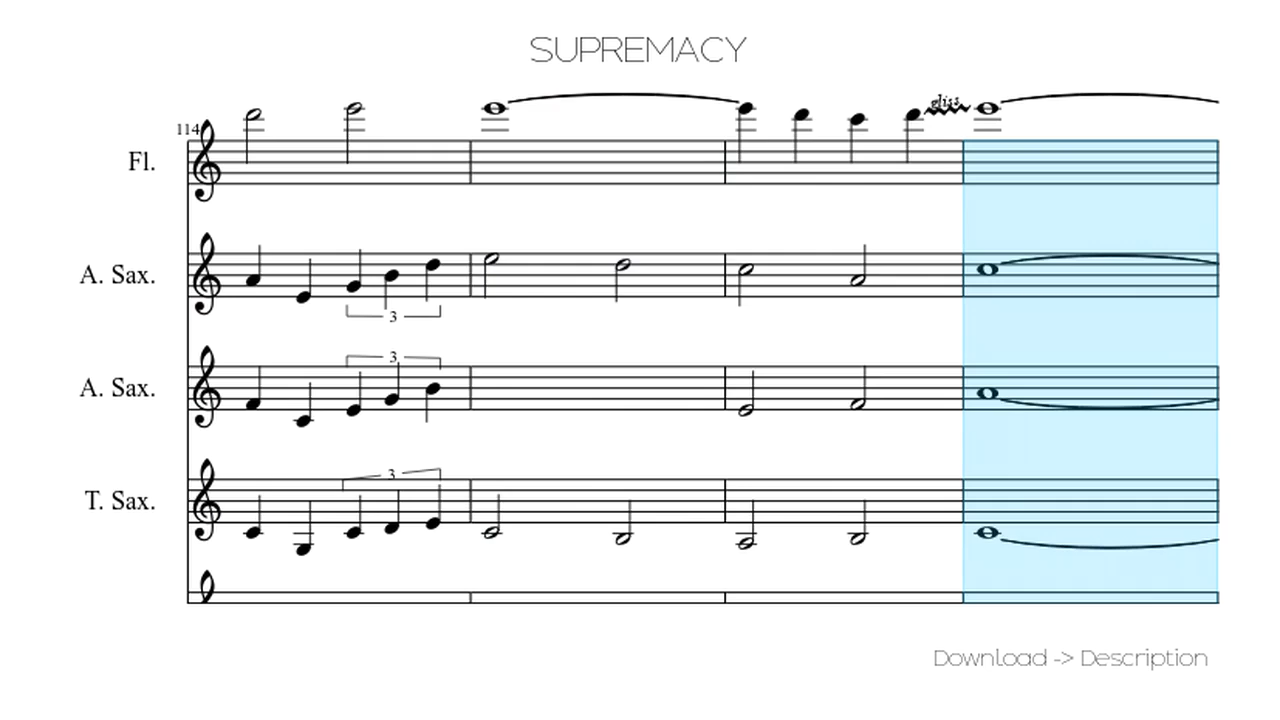 SUPREMACY
114
gliss.
Fl.
A. Sax.
3
3
A. Sax.
3
T. Sax.
Download -> Description